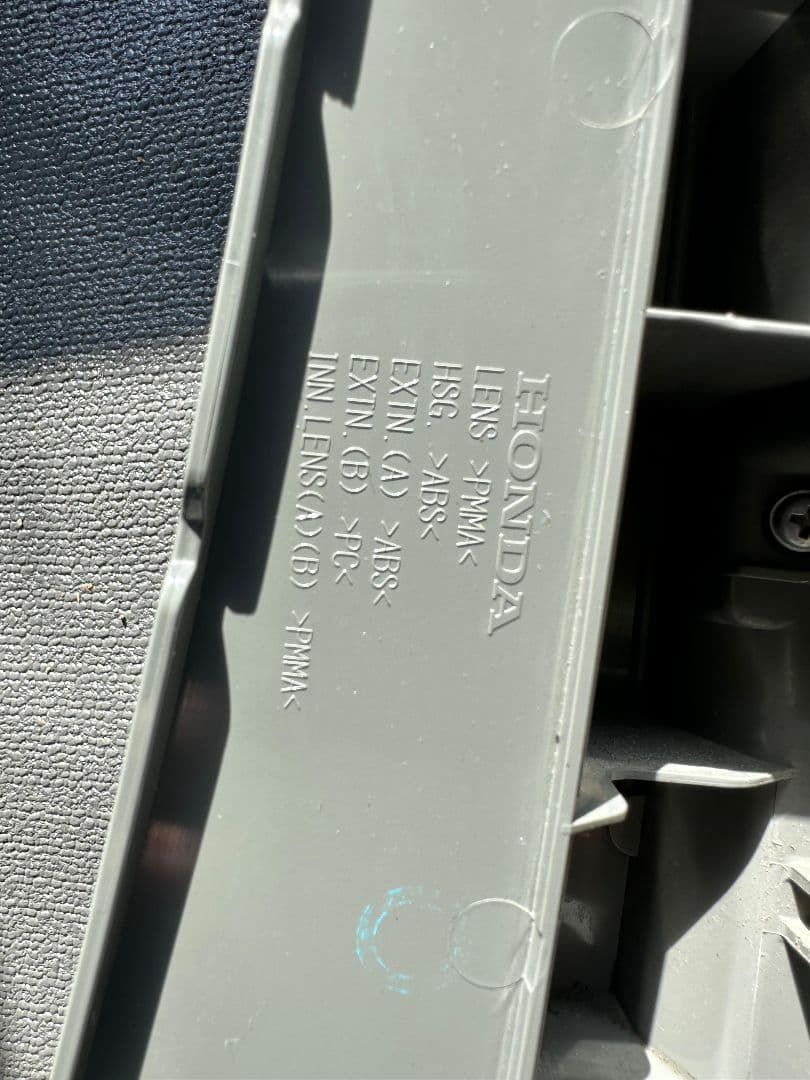 HONDA
LENS >PMMA<
HSG. >ABS<
EXTN.(A) >ABS<
EXTN.(B) >PC<
INN.LENS(A)(B) >PMMA<